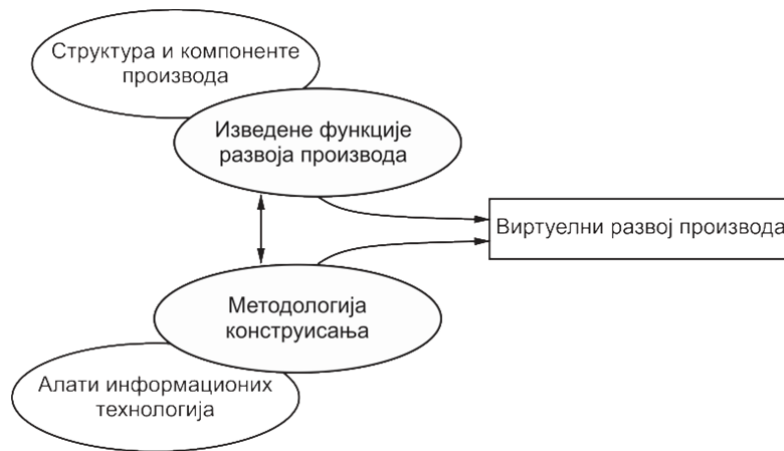 Структура и компоненте
производа
Изведене функције
развоја производа
Виртуелни развој производа
Методологија
конструисања
Алати информационих
технологија